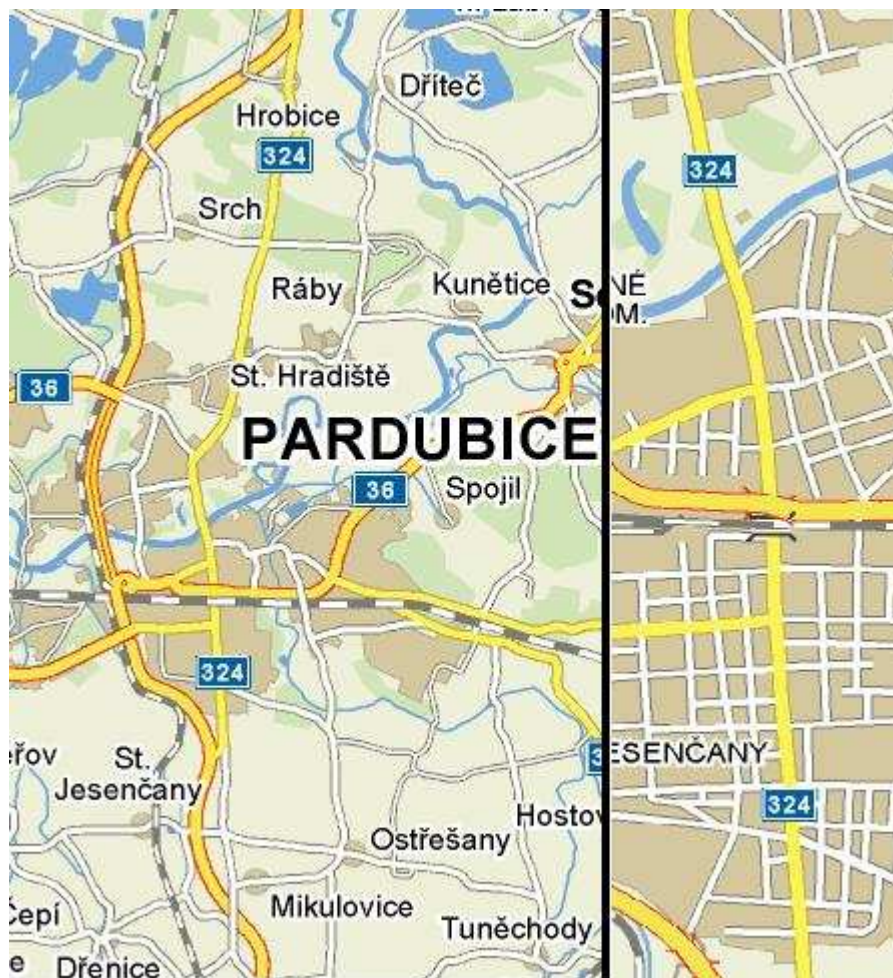 Dříteč
Hrobice
324
Srch
Ráby
Kunětice
36
St. Hradiště
PARDUBICE
36
Spojil
324
St.
Jesenčany
Ostřešany
Mikulovice
Tuněchody
Dřenice
324
324